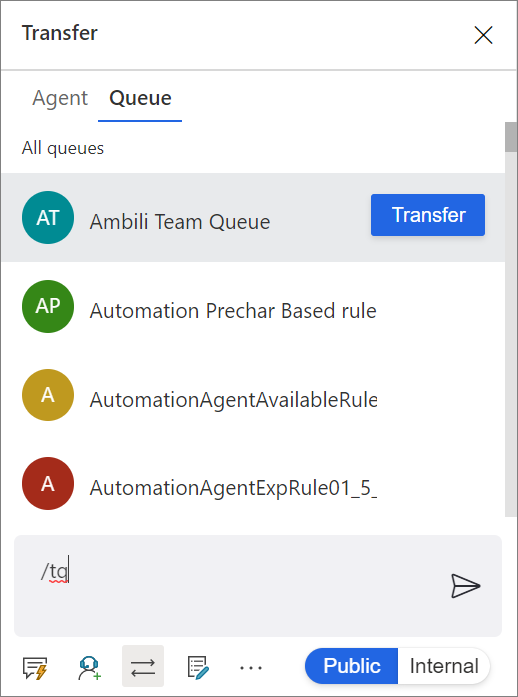 Transfer
Agent Queue
All queues
AT Ambili Team Queue Transfer
AP Automation Prechar Based rule
A AutomationAgentAvailableRule
A AutomationAgentExpRule01_5_
/tq
Public Internal